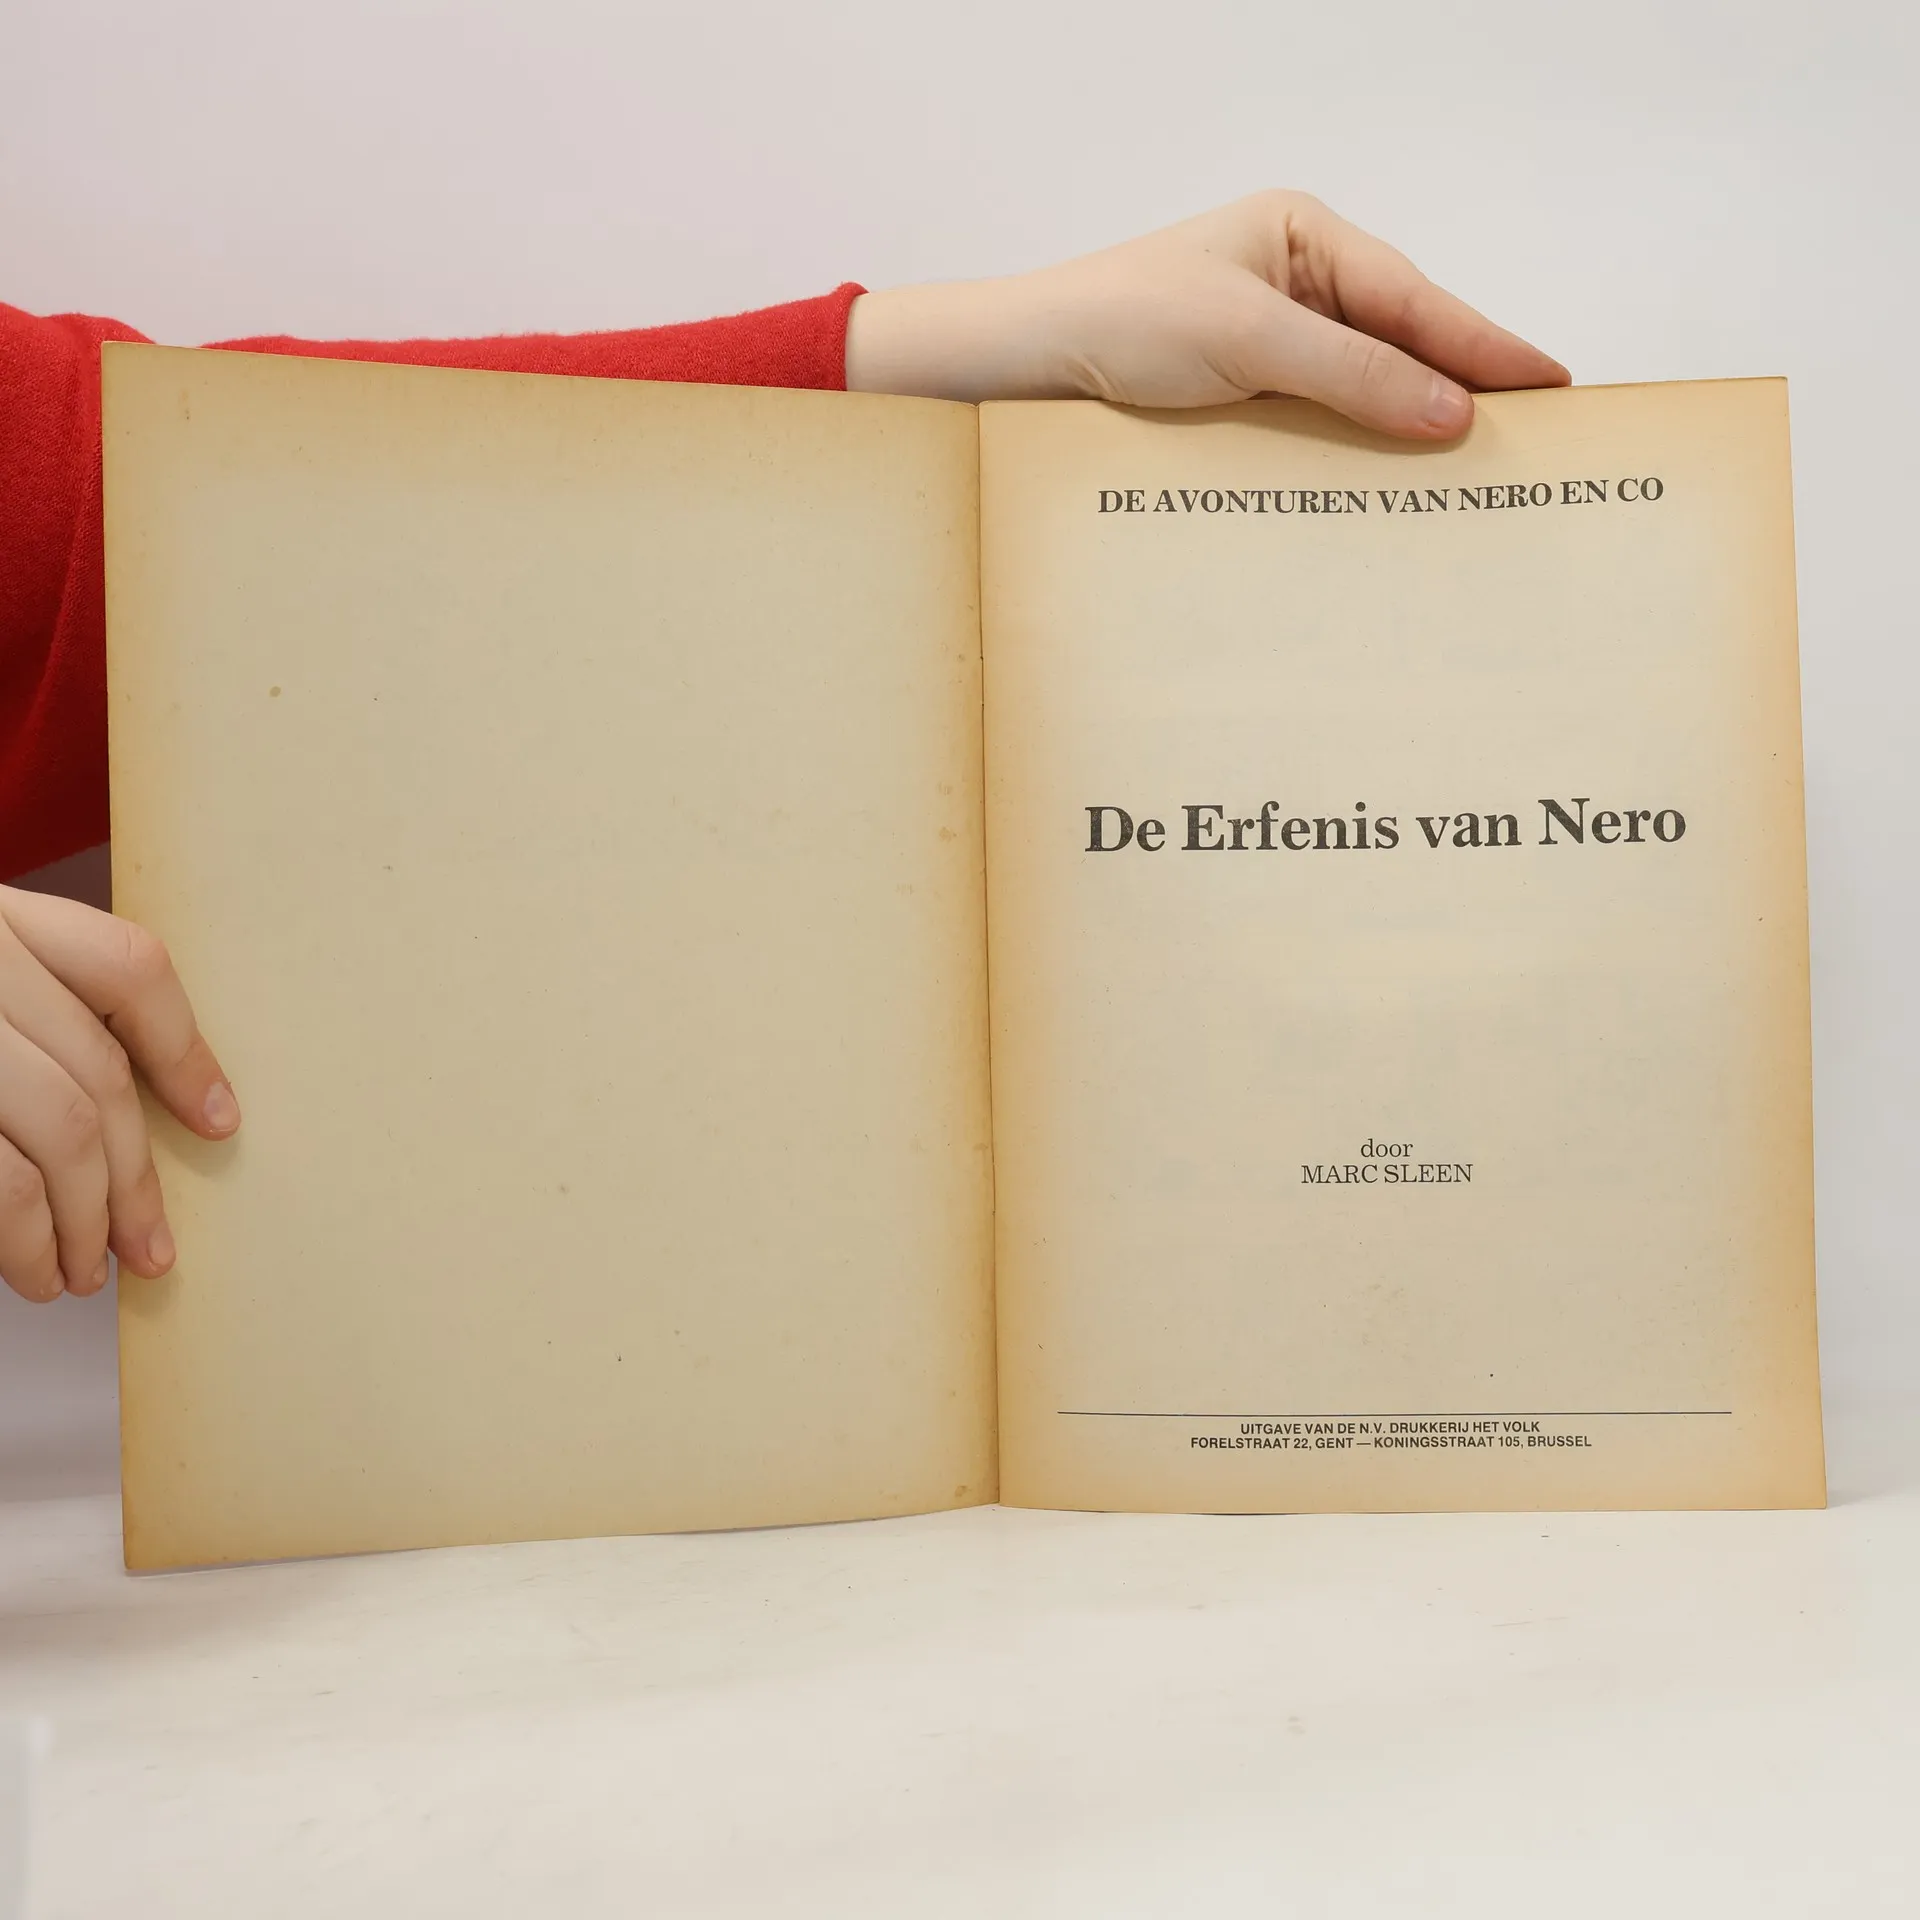 DE AVONTUREN VAN NERO EN CO
De Erfenis van Nero
door
MARC SLEEN
UITGAVE VAN DE N.V. DRUKKERIJ HET VOLK
FORELSTRAAT 22, GENT — KONINGSSTRAAT 105, BRUSSEL